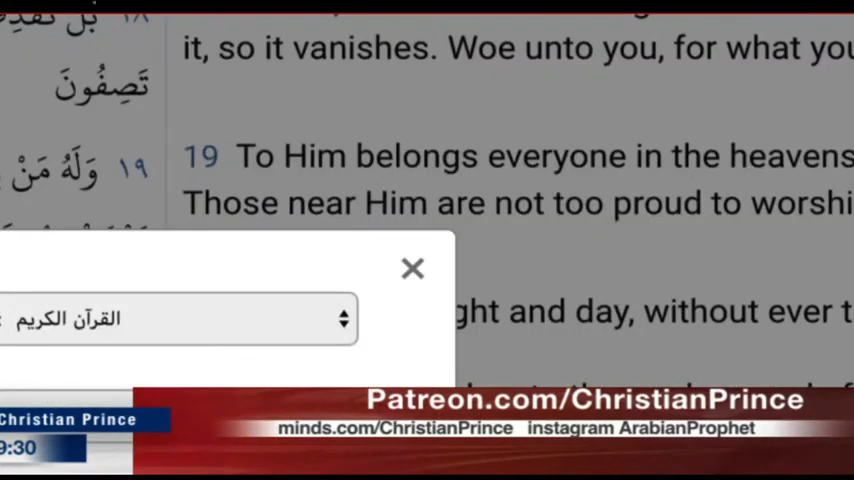 it, so it vanishes. Woe unto you, for what you
تَصِفُونَ
١٩ وَلَهُ مَنْ
19 To Him belongs everyone in the heavens
Those near Him are not too proud to worshi
ght and day, without ever t
القرآن الكريم
Patreon.com/ChristianPrince
Christian Prince
minds.com/ChristianPrince instagram ArabianProphet
9:30